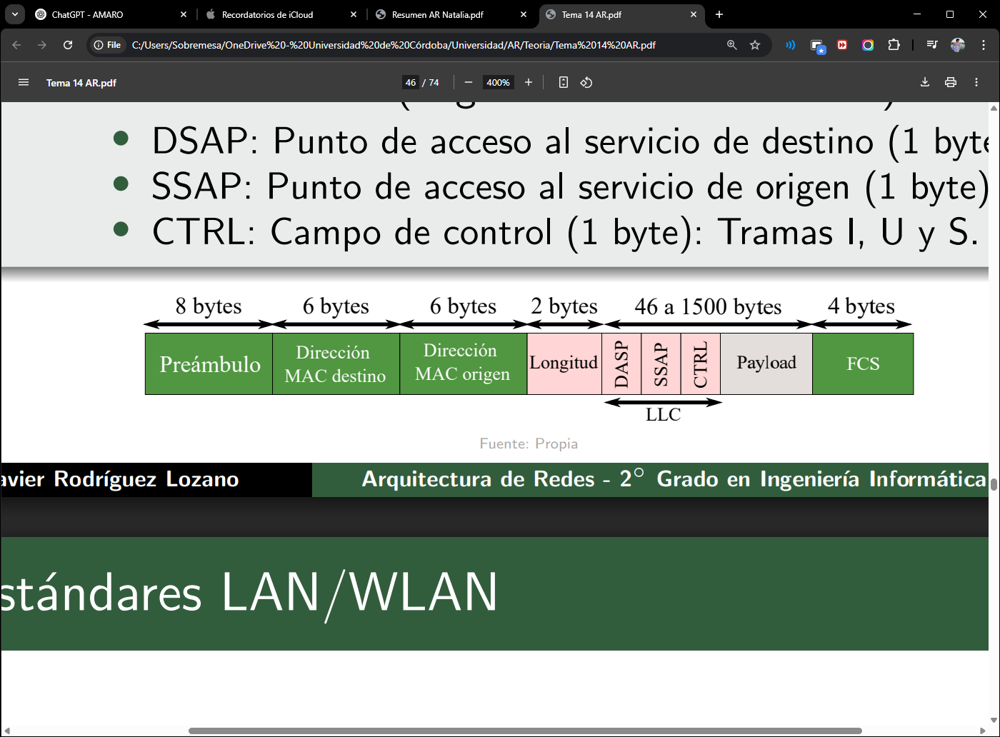 ChatGPT - AMARO
Recordatorios de iCloud
Resumen AR Natalia.pdf
Tema 14 AR.pdf
File
C:/Users/Sobremesa/OneDrive%20-%20Universidad%20de%20Córdoba/Universidad/AR/Teoria/Tema%2014%20AR.pdf
Tema 14 AR.pdf
46 / 74
400%
DSAP: Punto de acceso al servicio de destino (1 byte
SSAP: Punto de acceso al servicio de origen (1 byte)
CTRL: Campo de control (1 byte): Tramas I, U y S.
8 bytes
6 bytes
6 bytes
2 bytes
46 a 1500 bytes
4 bytes
Preámbulo
Dirección
MAC destino
Dirección
MAC origen
Longitud
DASP
SSAP
CTRL
Payload
FCS
LLC
Fuente: Propia
avier Rodríguez Lozano
Arquitectura de Redes - 2° Grado en Ingeniería Informática
stándares LAN/WLAN